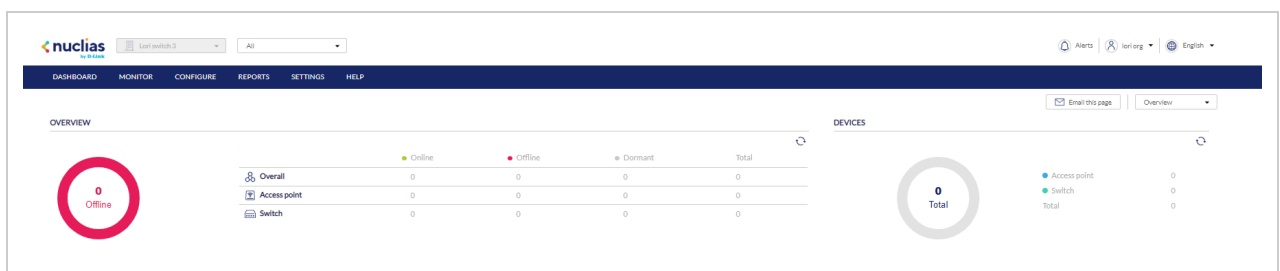 nuclias
by D-Link
Lori switch 3
All
Alerts
lori org
English
DASHBOARD MONITOR CONFIGURE REPORTS SETTINGS HELP
Email this page
Overview
OVERVIEW
0
Offline
Online Offline Dormant Total
Overall 0 0 0 0
Access point 0 0 0 0
Switch 0 0 0 0
DEVICES
0
Total
Access point 0
Switch 0
Total 0